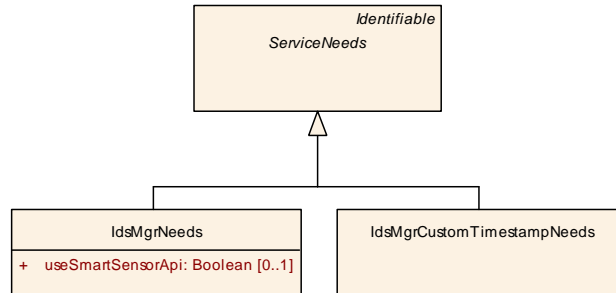 Identifiable
ServiceNeeds
IdsMgrNeeds
+ useSmartSensorApi: Boolean [0..1]
IdsMgrCustomTimestampNeeds